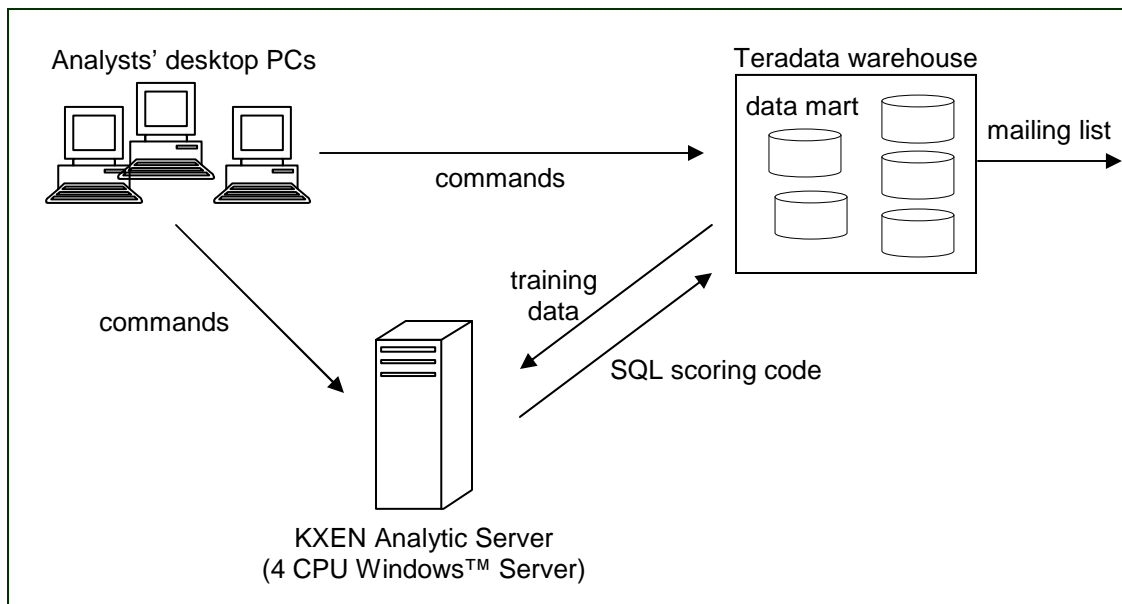 Analysts’ desktop PCs
Teradata warehouse
data mart
mailing list
commands
training
data
commands
SQL scoring code
KXEN Analytic Server
(4 CPU Windows™ Server)